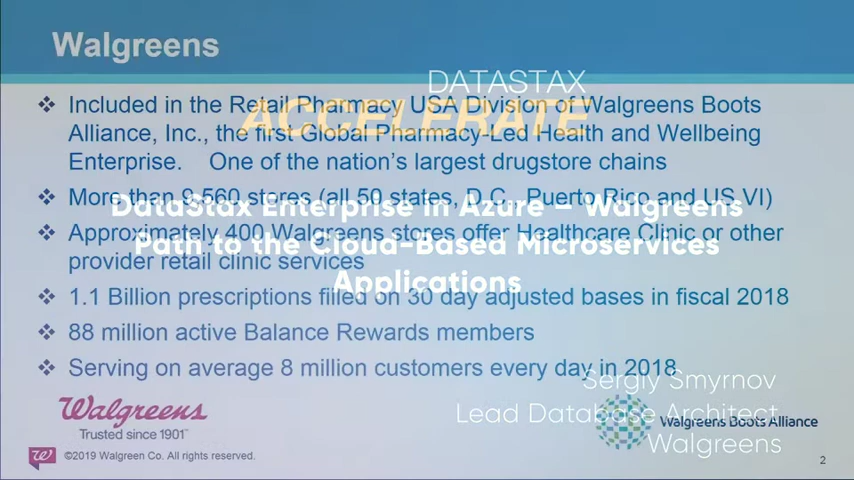 Walgreens
DATASTAX
ACCELERATE
❖ Included in the Retail Pharmacy USA Division of Walgreens Boots
Alliance, Inc., the first Global Pharmacy-Led Health and Wellbeing
Enterprise. One of the nation's largest drugstore chains
❖ More than 9,560 stores (all 50 states, D.C., Puerto Rico and US VI)
DataStax Enterprise in Azure – Walgreens
Path to the Cloud-Based Microservices
Applications
❖ Approximately 400 Walgreens stores offer Healthcare Clinic or other
provider retail clinic services
❖ 1.1 Billion prescriptions filled on 30 day adjusted bases in fiscal 2018
❖ 88 million active Balance Rewards members
❖ Serving on average 8 million customers every day in 2018
Sergiy Smyrnov
Lead Database Architect
Walgreens
Walgreens
Trusted since 1901™
Walgreens Boots Alliance
W
©2019 Walgreen Co. All rights reserved.
2